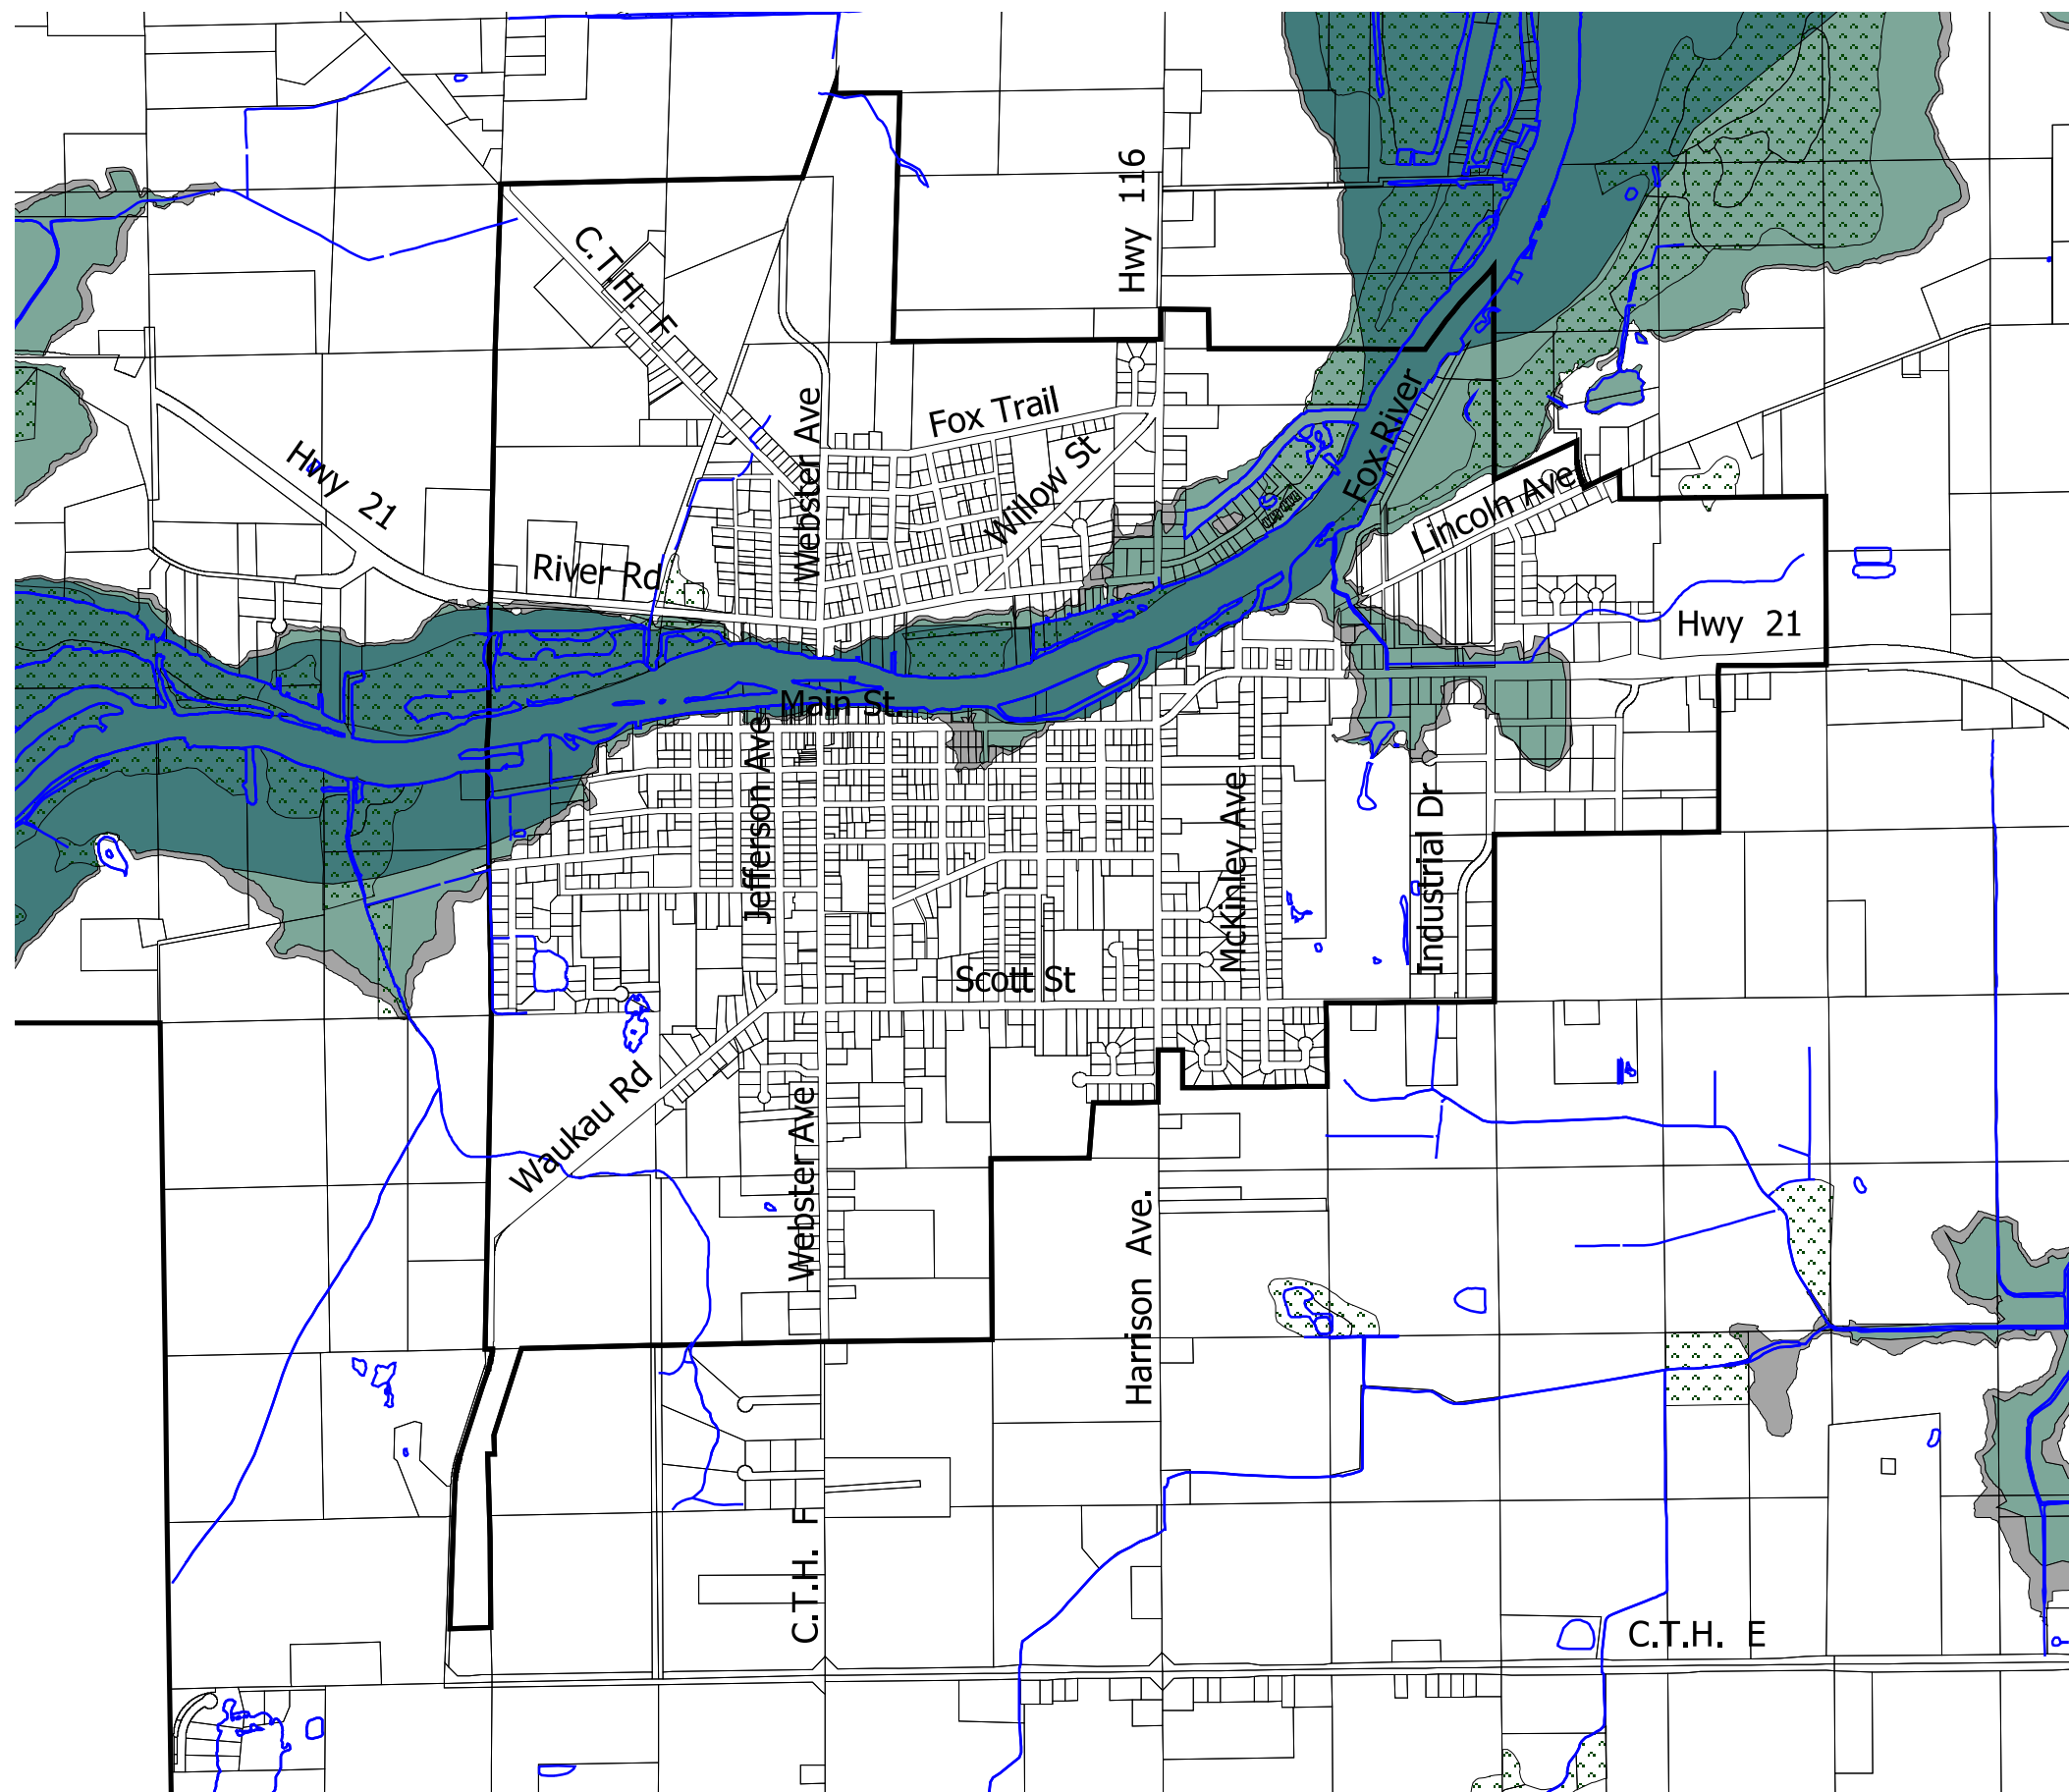 Hwy 116
C.TH. F
Fox River
Webster Ave
Fox Trail
Willow St
Hwy 21
Lincoln Ave
River Rd
Hwy 21
Main St.
Jefferson Ave
McKinley Ave
Industrial Dr
Scott St
Waukau Rd
Webster Ave
Harrison Ave.
C.T.H. F
C.T.H. E